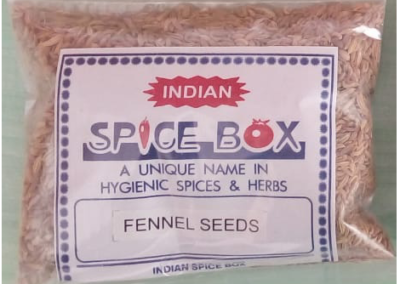 INDIAN
SPICE BOX
A UNIQUE NAME IN
HYGIENIC SPICES & HERBS
FENNEL SEEDS
INDIAN SPICE BOX